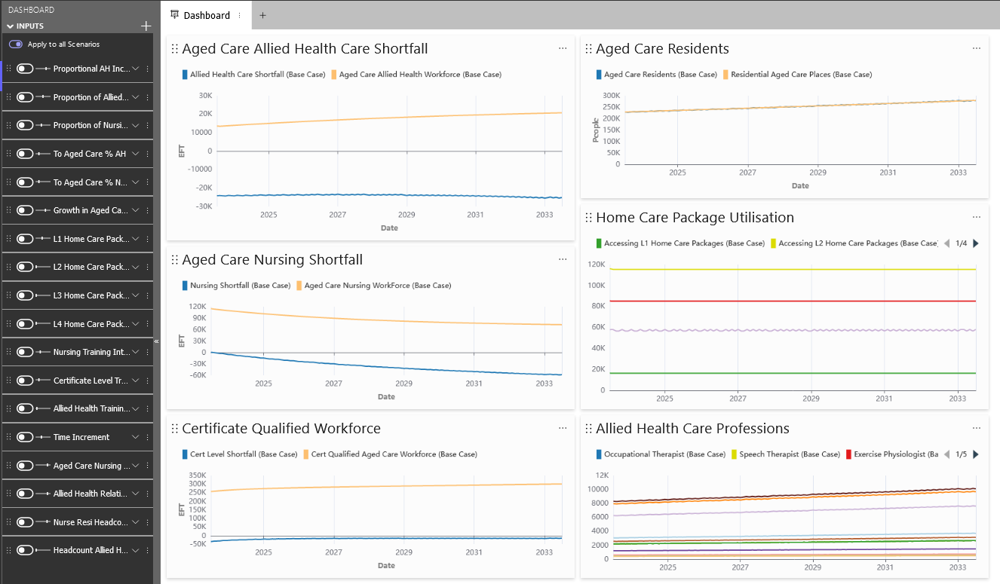 DASHBOARD
INPUTS
Apply to all Scenarios
Proportional AH Inc...
Proportion of Allied...
Proportion of Nursi...
To Aged Care % AH
To Aged Care % N...
Growth in Aged Ca...
L1 Home Care Pack...
L2 Home Care Pack...
L3 Home Care Pack...
L4 Home Care Pack...
Nursing Training Int...
Certificate Level Tr...
Allied Health Trainin...
Time Increment
Aged Care Nursing ...
Allied Health Relati...
Nurse Resi Headco...
Headcount Allied H...
«
Dashboard
+
Aged Care Allied Health Care Shortfall
Allied Health Care Shortfall (Base Case) Aged Care Allied Health Workforce (Base Case)
30K
20K
10000
0
-10000
-20K
-30K
EFT
2025 2027 2029 2031 2033
Date
Aged Care Nursing Shortfall
Nursing Shortfall (Base Case) Aged Care Nursing WorkForce (Base Case)
120K
90K
60K
30K
0
-30K
-60K
EFT
2025 2027 2029 2031 2033
Date
Certificate Qualified Workforce
Cert Level Shortfall (Base Case) Cert Qualified Aged Care Workforce (Base Case)
350K
300K
250K
200K
150K
100K
50K
0
-50K
EFT
2025 2027 2029 2031 2033
Date
Aged Care Residents
Aged Care Residents (Base Case) Residential Aged Care Places (Base Case)
300K
250K
200K
150K
100K
50K
0
People
2025 2027 2029 2031 2033
Date
Home Care Package Utilisation
Accessing L1 Home Care Packages (Base Case) Accessing L2 Home Care Packages (Base Case) 1/4
120K
100K
80K
60K
40K
20K
0
2025 2027 2029 2031 2033
Allied Health Care Professions
Occupational Therapist (Base Case) Speech Therapist (Base Case) Exercise Physiologist (Ba 1/5
12K
10000
8000
6000
4000
2000
0
2025 2027 2029 2031 2033